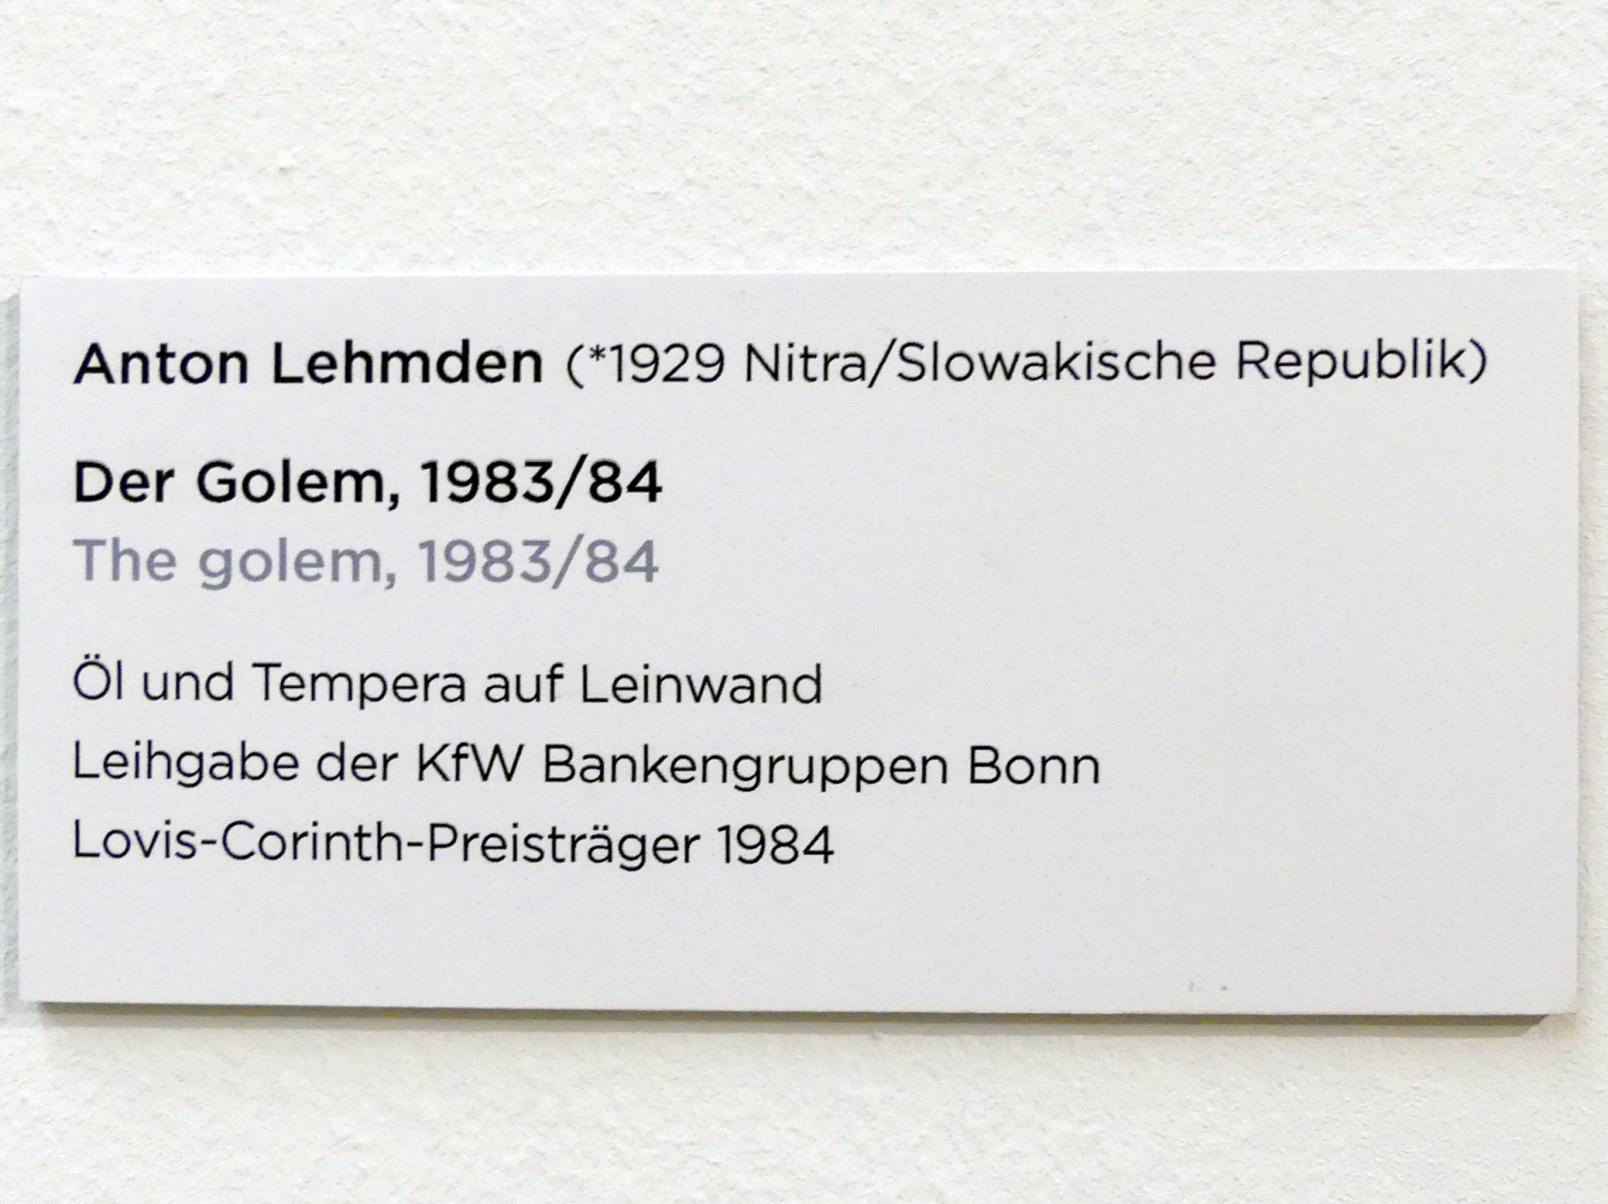 Anton Lehmden (*1929 Nitra/Slowakische Republik)
Der Golem, 1983/84
The golem, 1983/84
Öl und Tempera auf Leinwand
Leihgabe der KfW Bankengruppen Bonn
Lovis-Corinth-Preisträger 1984